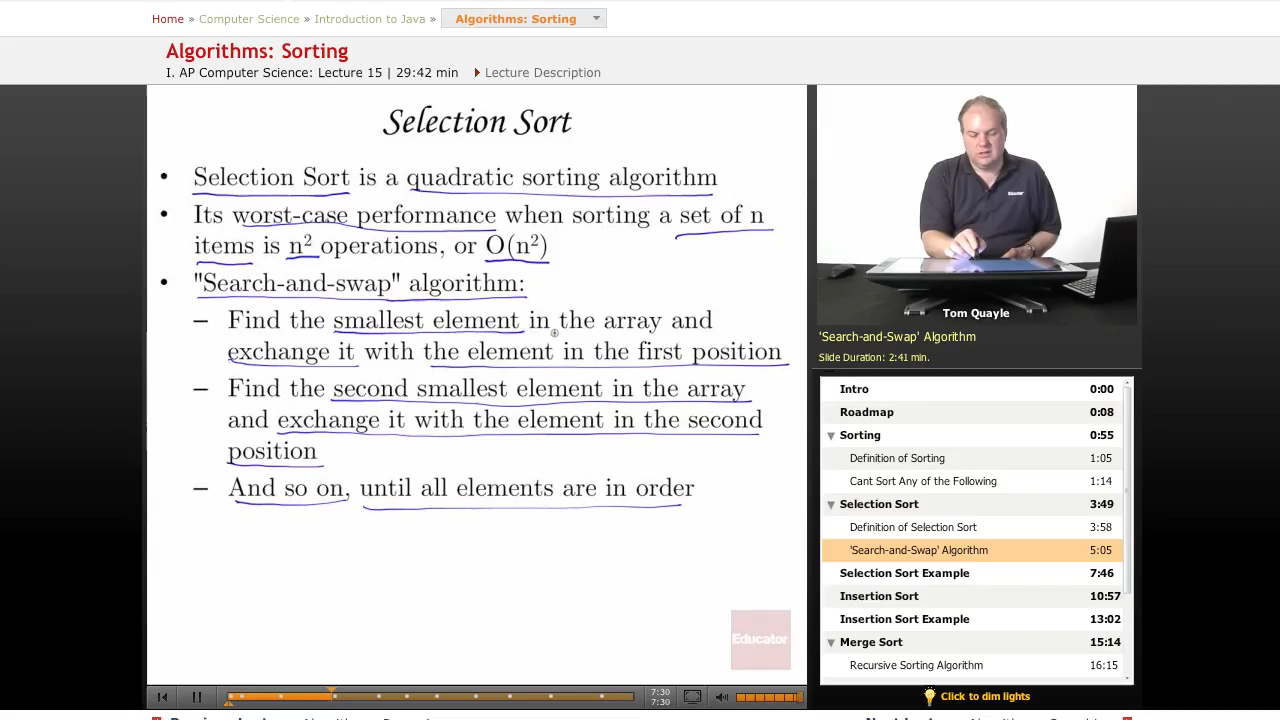 Home » Computer Science » Introduction to Java » Algorithms: Sorting
Algorithms: Sorting
I. AP Computer Science: Lecture 15 | 29:42 min Lecture Description
Selection Sort
• Selection Sort is a quadratic sorting algorithm
• Its worst-case performance when sorting a set of n
items is n² operations, or O(n²)
• "Search-and-swap" algorithm:
– Find the smallest element in the array and
exchange it with the element in the first position
– Find the second smallest element in the array
and exchange it with the element in the second
position
– And so on, until all elements are in order
Educator
7:30
7:30
Tom Quayle
'Search-and-Swap' Algorithm
Slide Duration: 2:41 min.
Intro 0:00
Roadmap 0:08
Sorting 0:55
Definition of Sorting 1:05
Cant Sort Any of the Following 1:14
Selection Sort 3:49
Definition of Selection Sort 3:58
'Search-and-Swap' Algorithm 5:05
Selection Sort Example 7:46
Insertion Sort 10:57
Insertion Sort Example 13:02
Merge Sort 15:14
Recursive Sorting Algorithm 16:15
Click to dim lights